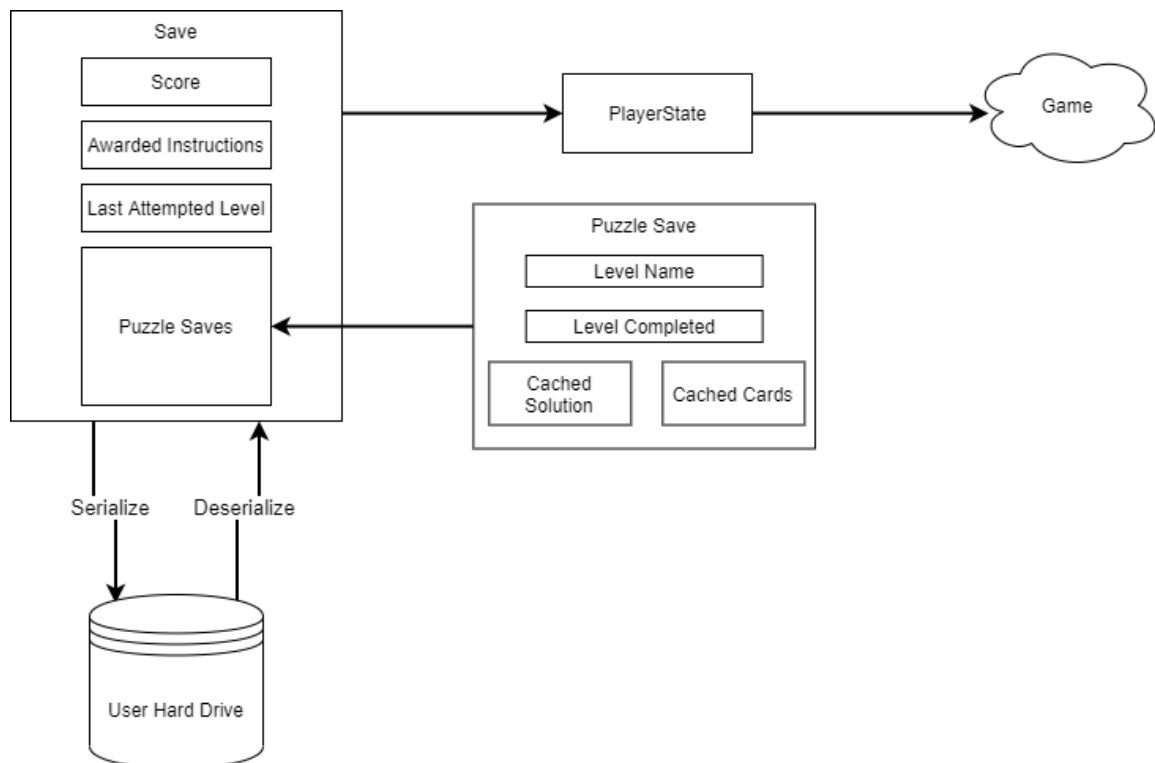 Save
Score
Awarded Instructions
Last Attempted Level
Puzzle Saves
PlayerState
Game
Puzzle Save
Level Name
Level Completed
Cached
Solution
Cached Cards
Serialize
Deserialize
User Hard Drive